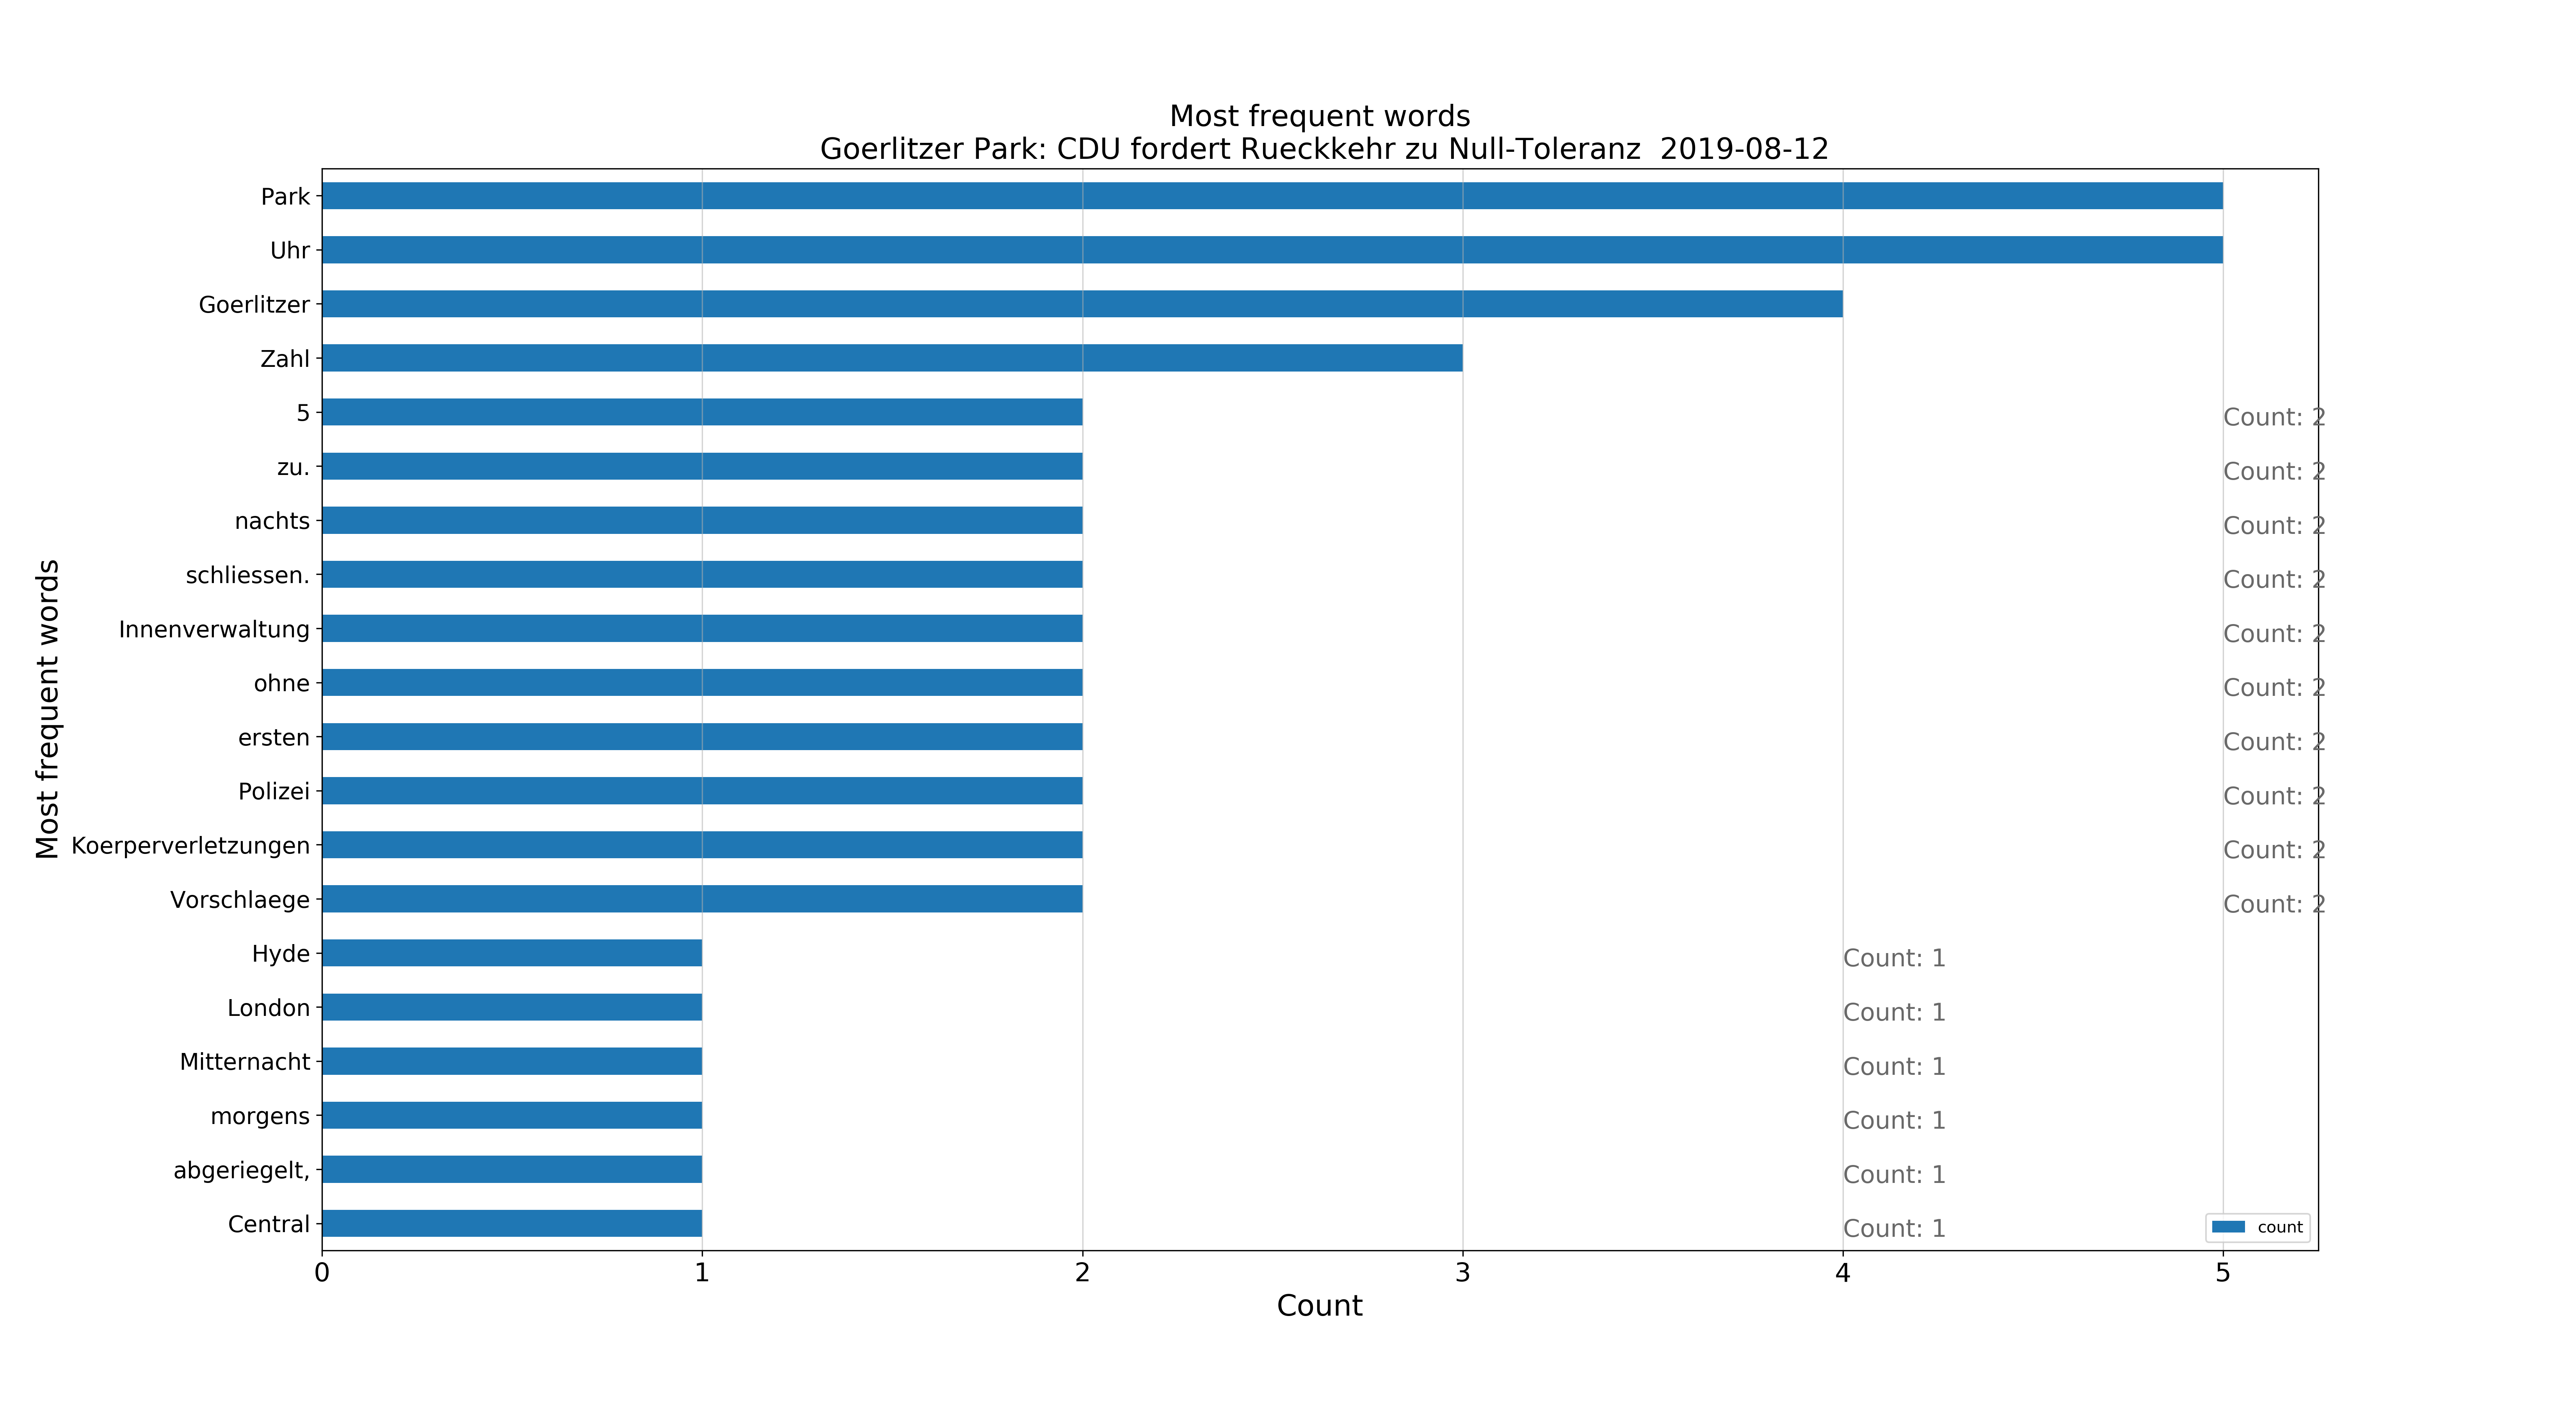 Most frequent words
Goerlitzer Park: CDU fordert Rueckkehr zu Null-Toleranz  2019-08-12
Most frequent words
Park
Uhr
Goerlitzer
Zahl
5 Count: 2
zu. Count: 2
nachts Count: 2
schliessen. Count: 2
Innenverwaltung Count: 2
ohne Count: 2
ersten Count: 2
Polizei Count: 2
Koerperverletzungen Count: 2
Vorschlaege Count: 2
Hyde Count: 1
London Count: 1
Mitternacht Count: 1
morgens Count: 1
abgeriegelt, Count: 1
Central Count: 1
count
0 1 2 3 4 5
Count